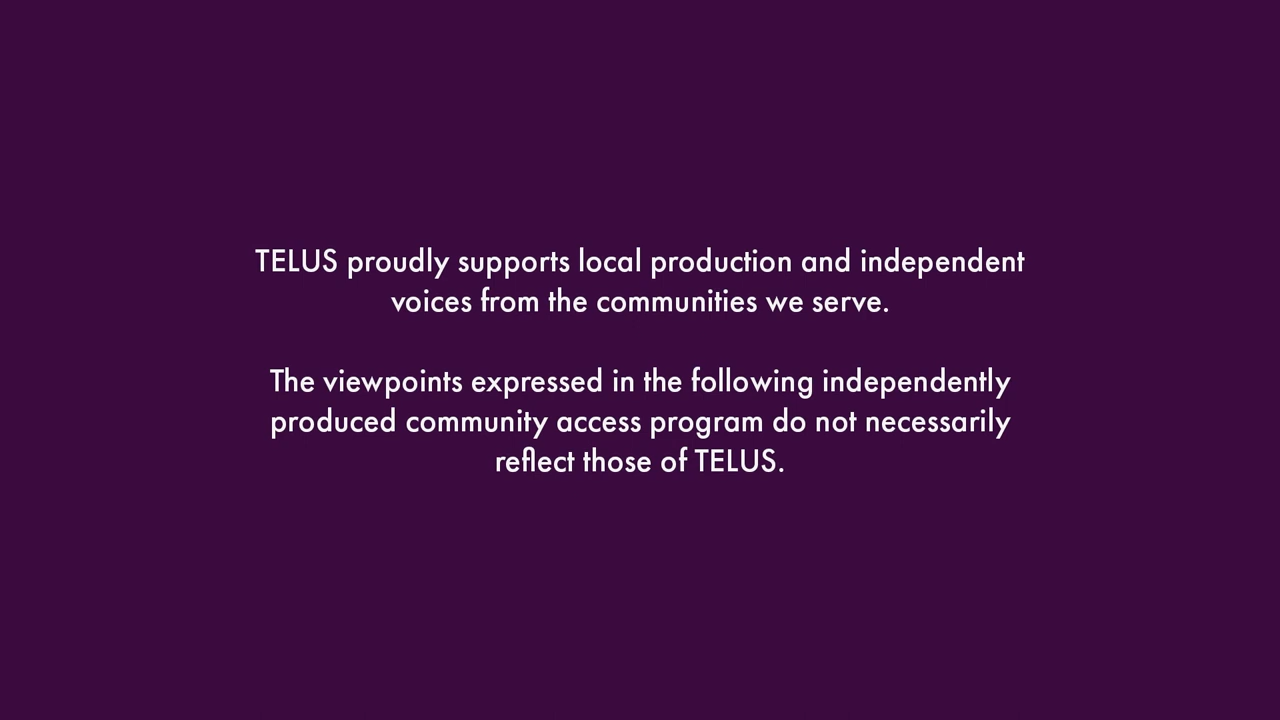 TELUS proudly supports local production and independent
voices from the communities we serve.
The viewpoints expressed in the following independently
produced community access program do not necessarily
reflect those of TELUS.